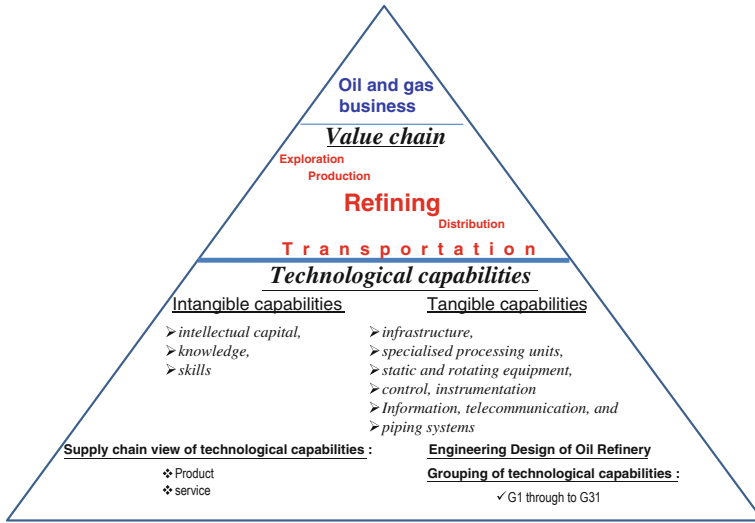 Oil and gas
business
Value chain
Exploration
Production
Refining
Distribution
Transportation
Technological capabilities
Intangible capabilities
intellectual capital,
knowledge,
skills
Tangible capabilities
infrastructure,
specialised processing units,
static and rotating equipment,
control, instrumentation
Information, telecommunication, and
piping systems
Supply chain view of technological capabilities :
Product
service
Engineering Design of Oil Refinery
Grouping of technological capabilities :
G1 through to G31